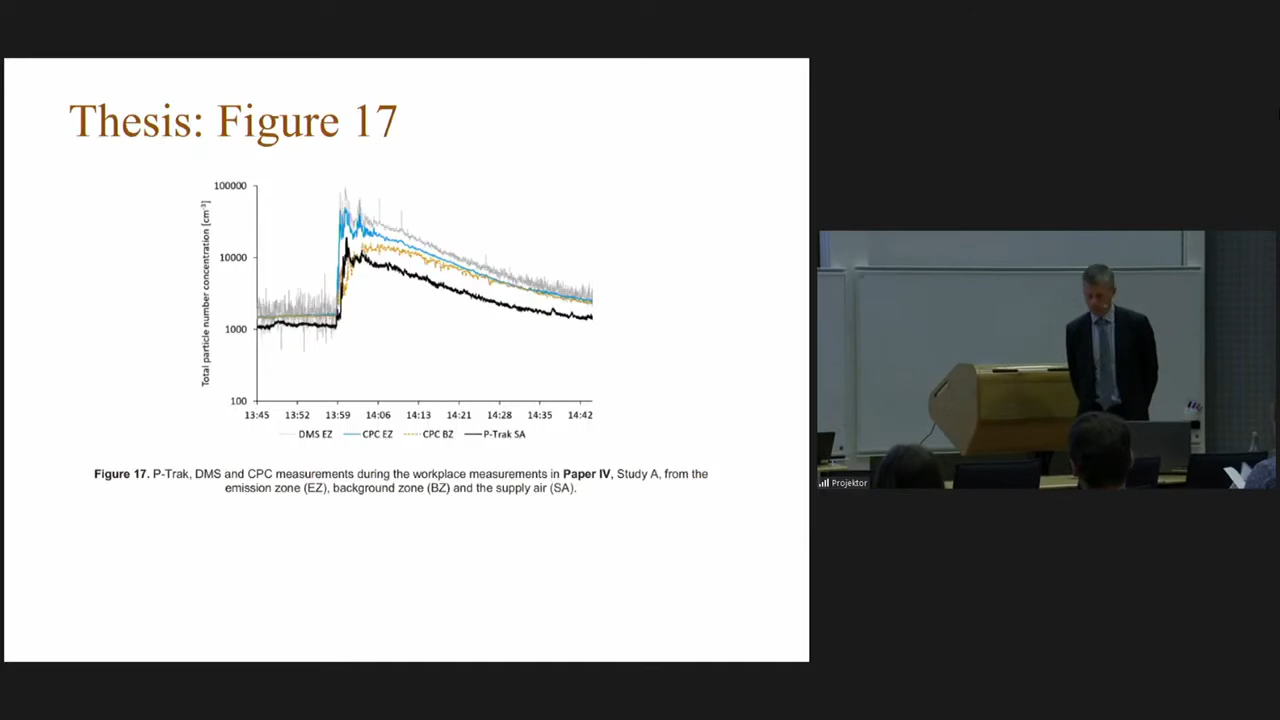 Thesis: Figure 17
Total particle number concentration [cm⁻³]
100000
10000
1000
100
13:45 13:52 13:59 14:06 14:13 14:21 14:28 14:35 14:42
DMS EZ CPC EZ CPC BZ P-Trak SA
Figure 17. P-Trak, DMS and CPC measurements during the workplace measurements in Paper IV, Study A, from the
emission zone (EZ), background zone (BZ) and the supply air (SA).
Projektor